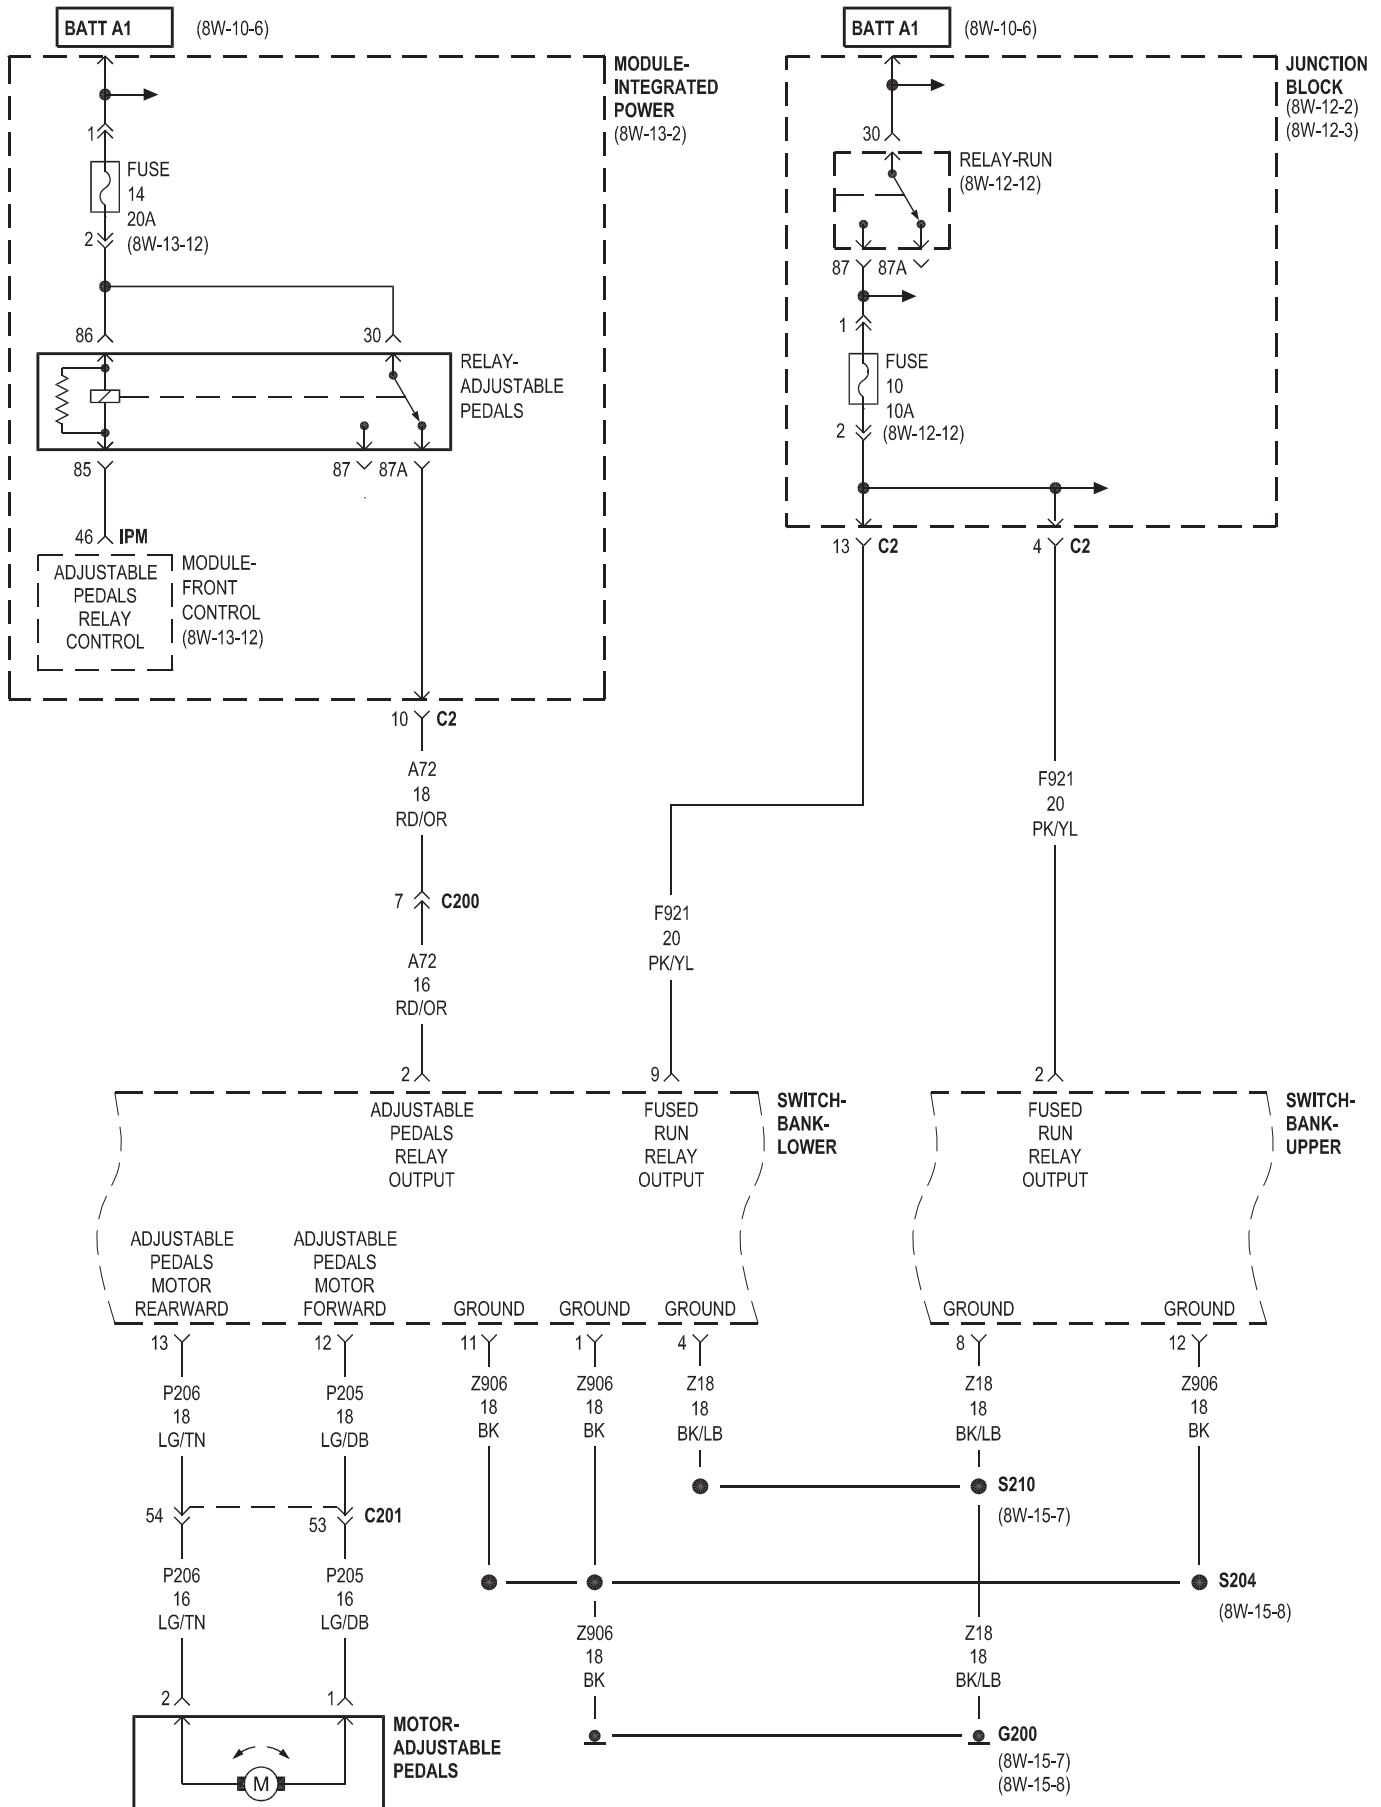 BATT A1
(8W-10-6)
BATT A1
(8W-10-6)
MODULE-
INTEGRATED
POWER
(8W-13-2)
1
FUSE
14
20A
2
(8W-13-12)
86
30
RELAY-
ADJUSTABLE
PEDALS
85
87
87A
46
IPM
ADJUSTABLE
PEDALS
RELAY
CONTROL
MODULE-
FRONT
CONTROL
(8W-13-12)
10
C2
JUNCTION
BLOCK
(8W-12-2)
(8W-12-3)
30
RELAY-RUN
(8W-12-12)
87
87A
1
FUSE
10
10A
2
(8W-12-12)
13
C2
4
C2
A72
18
RD/OR
7
C200
A72
16
RD/OR
F921
20
PK/YL
F921
20
PK/YL
2
9
2
ADJUSTABLE
PEDALS
RELAY
OUTPUT
FUSED
RUN
RELAY
OUTPUT
SWITCH-
BANK-
LOWER
FUSED
RUN
RELAY
OUTPUT
SWITCH-
BANK-
UPPER
ADJUSTABLE
PEDALS
MOTOR
REARWARD
ADJUSTABLE
PEDALS
MOTOR
FORWARD
GROUND
GROUND
GROUND
GROUND
GROUND
13
12
11
1
4
8
12
P206
18
LG/TN
P205
18
LG/DB
Z906
18
BK
Z906
18
BK
Z18
18
BK/LB
Z18
18
BK/LB
Z906
18
BK
S210
(8W-15-7)
54
53
C201
S204
(8W-15-8)
P206
16
LG/TN
P205
16
LG/DB
Z906
18
BK
Z18
18
BK/LB
2
1
MOTOR-
ADJUSTABLE
PEDALS
M
G200
(8W-15-7)
(8W-15-8)